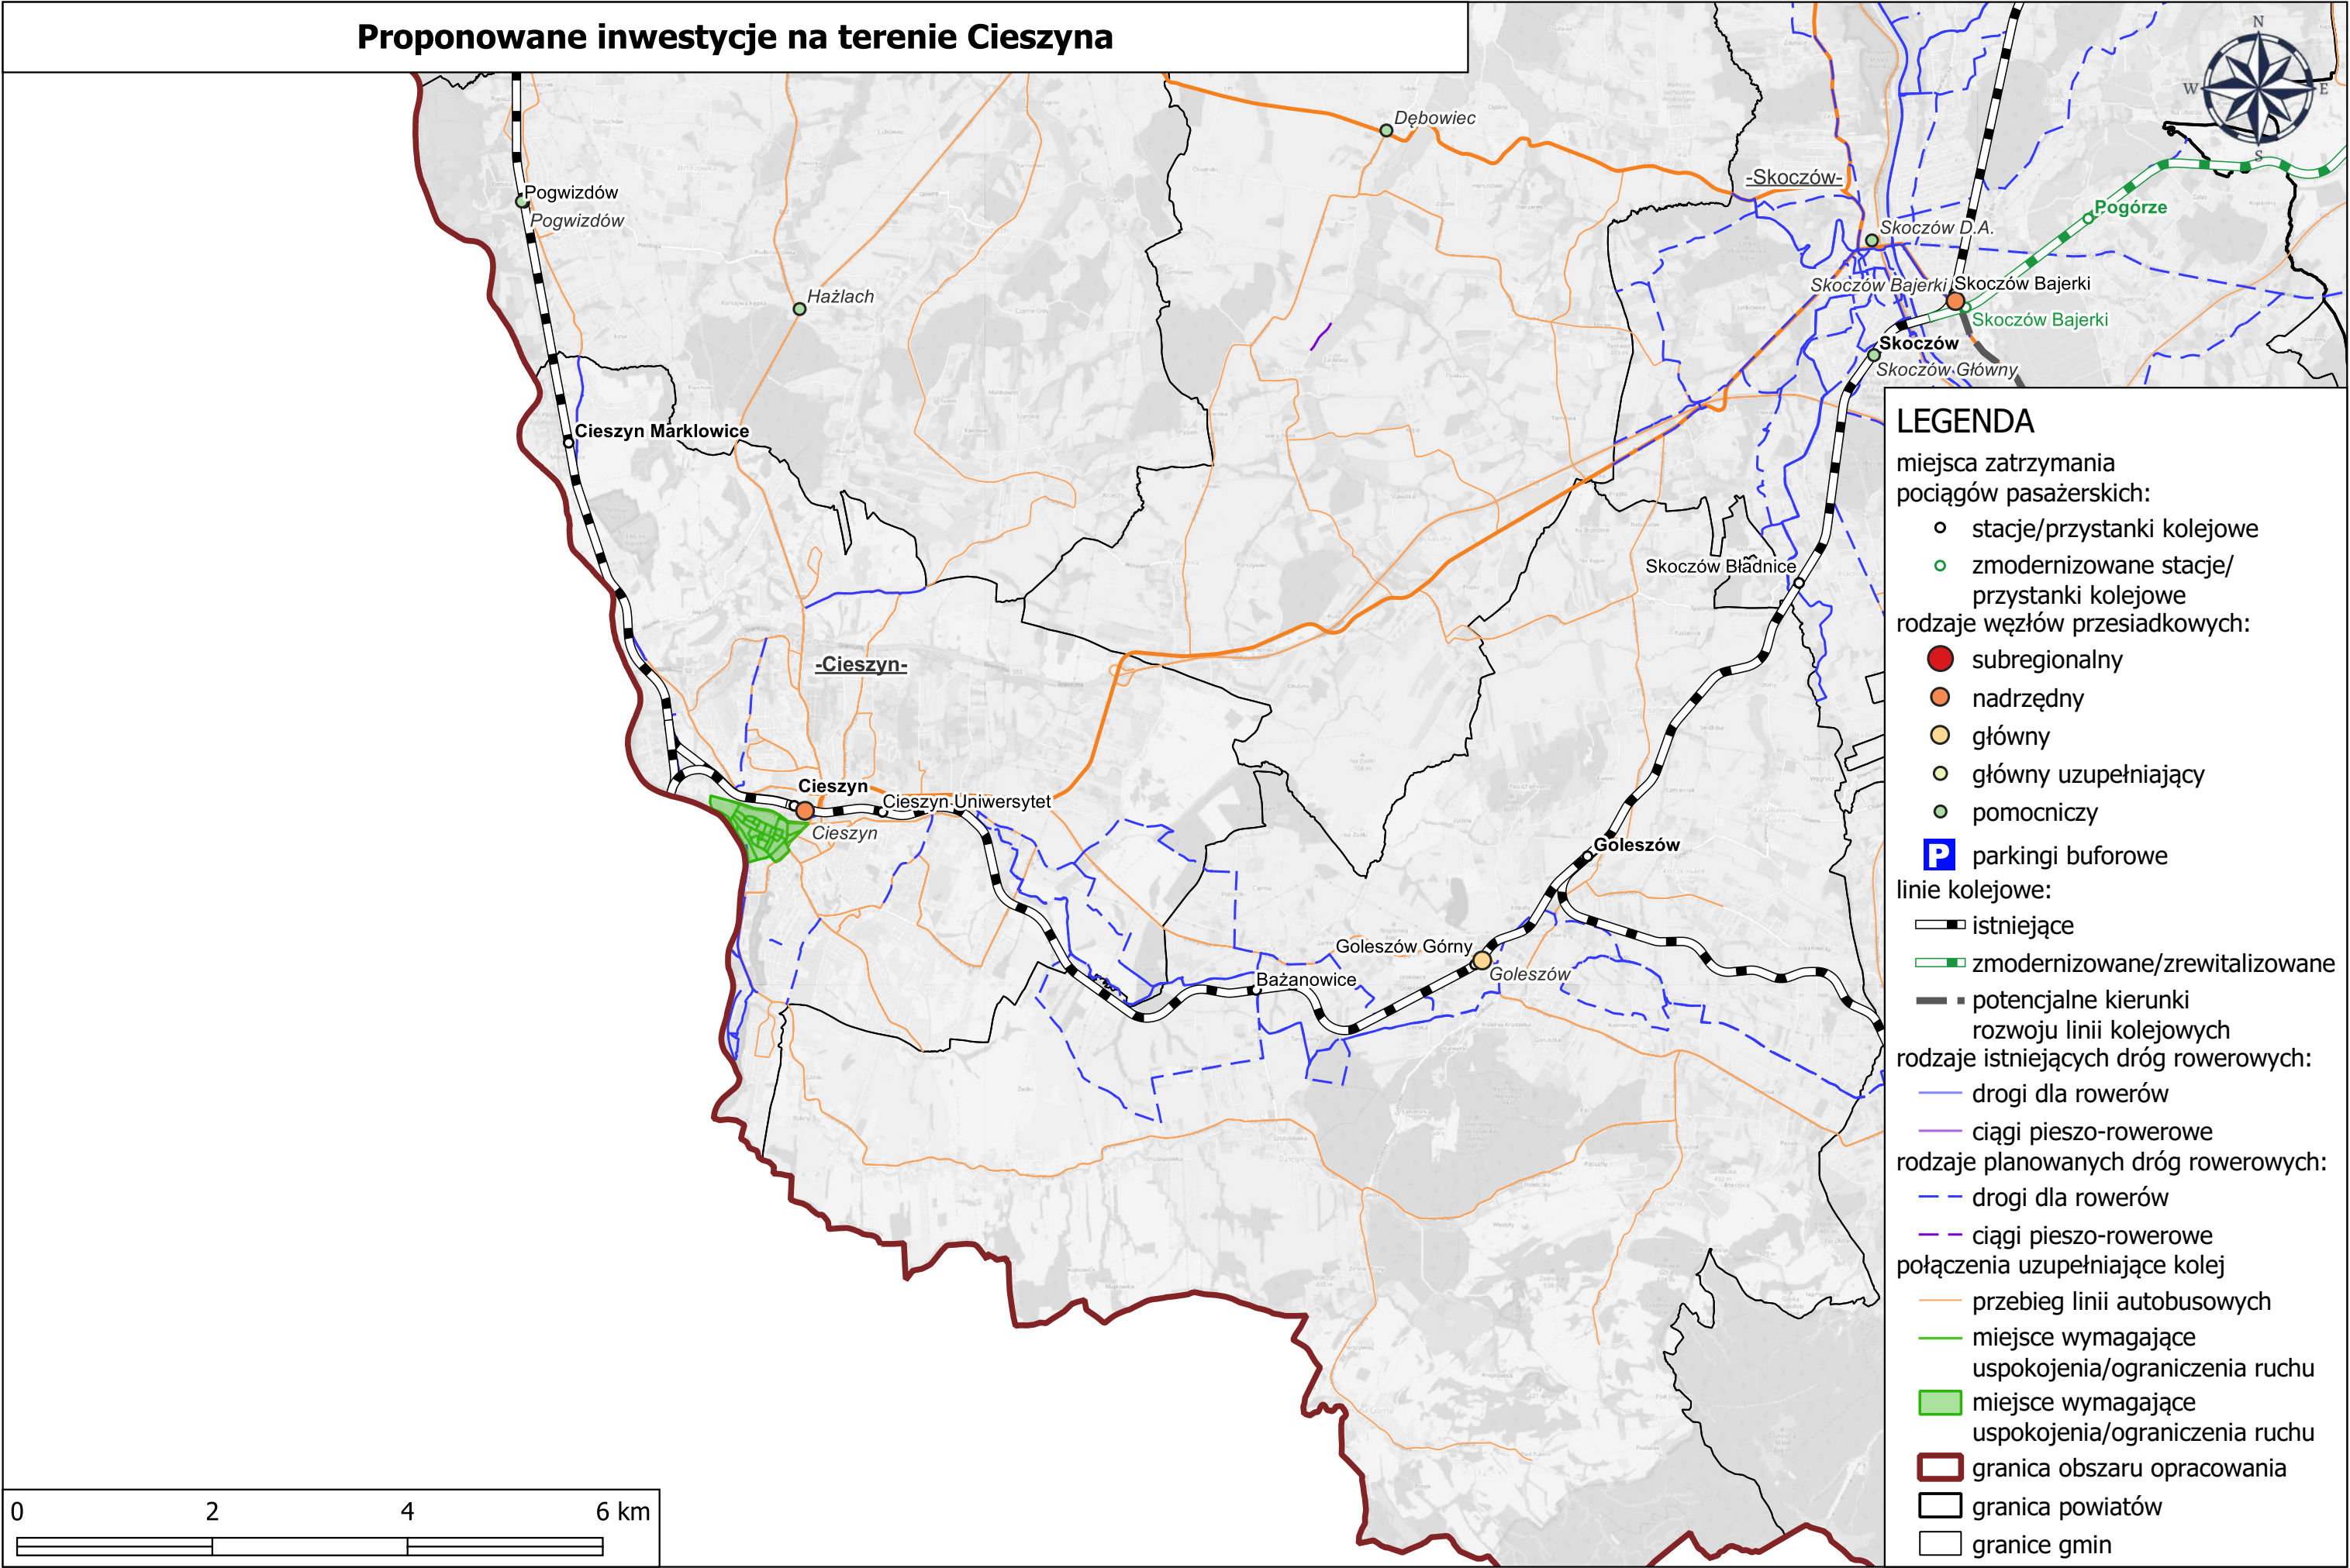 Proponowane inwestycje na terenie Cieszyna
N
W
E
S
Dębowiec
-Skoczów-
Pogwizdów
Pogwizdów
Pogórze
Skoczów D.A.
Hażlach
Skoczów Bajerki
Skoczów Bajerki
Skoczów Bajerki
Skoczów
Skoczów Główny
Cieszyn Marklowice
Skoczów Bładnice
-Cieszyn-
Cieszyn
Cieszyn Uniwersytet
Cieszyn
Goleszów
Goleszów Górny
Goleszów
Bażanowice
LEGENDA
miejsca zatrzymania
pociągów pasażerskich:
stacje/przystanki kolejowe
zmodernizowane stacje/
przystanki kolejowe
rodzaje węzłów przesiadkowych:
subregionalny
nadrzędny
główny
główny uzupełniający
pomocniczy
P
parkingi buforowe
linie kolejowe:
istniejące
zmodernizowane/zrewitalizowane
potencjalne kierunki
rozwoju linii kolejowych
rodzaje istniejących dróg rowerowych:
drogi dla rowerów
ciągi pieszo-rowerowe
rodzaje planowanych dróg rowerowych:
drogi dla rowerów
ciągi pieszo-rowerowe
połączenia uzupełniające kolej
przebieg linii autobusowych
miejsce wymagające
uspokojenia/ograniczenia ruchu
miejsce wymagające
uspokojenia/ograniczenia ruchu
granica obszaru opracowania
granica powiatów
granice gmin
0 2 4 6 km